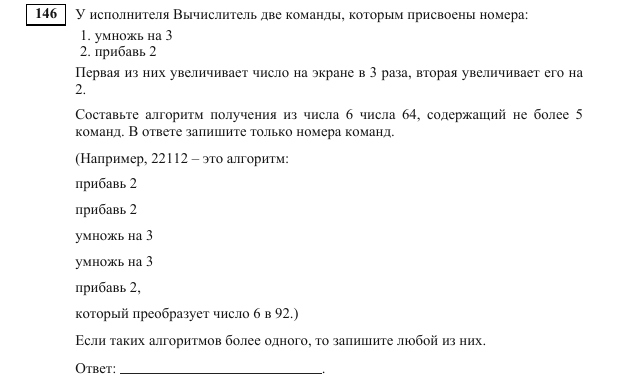 146 У исполнителя Вычислитель две команды, которым присвоены номера:
1. умножь на 3
2. прибавь 2
Первая из них увеличивает число на экране в 3 раза, вторая увеличивает его на
2.
Составьте алгоритм получения из числа 6 числа 64, содержащий не более 5
команд. В ответе запишите только номера команд.
(Например, 22112 – это алгоритм:
прибавь 2
прибавь 2
умножь на 3
умножь на 3
прибавь 2,
который преобразует число 6 в 92.)
Если таких алгоритмов более одного, то запишите любой из них.
Ответ: ____________________.